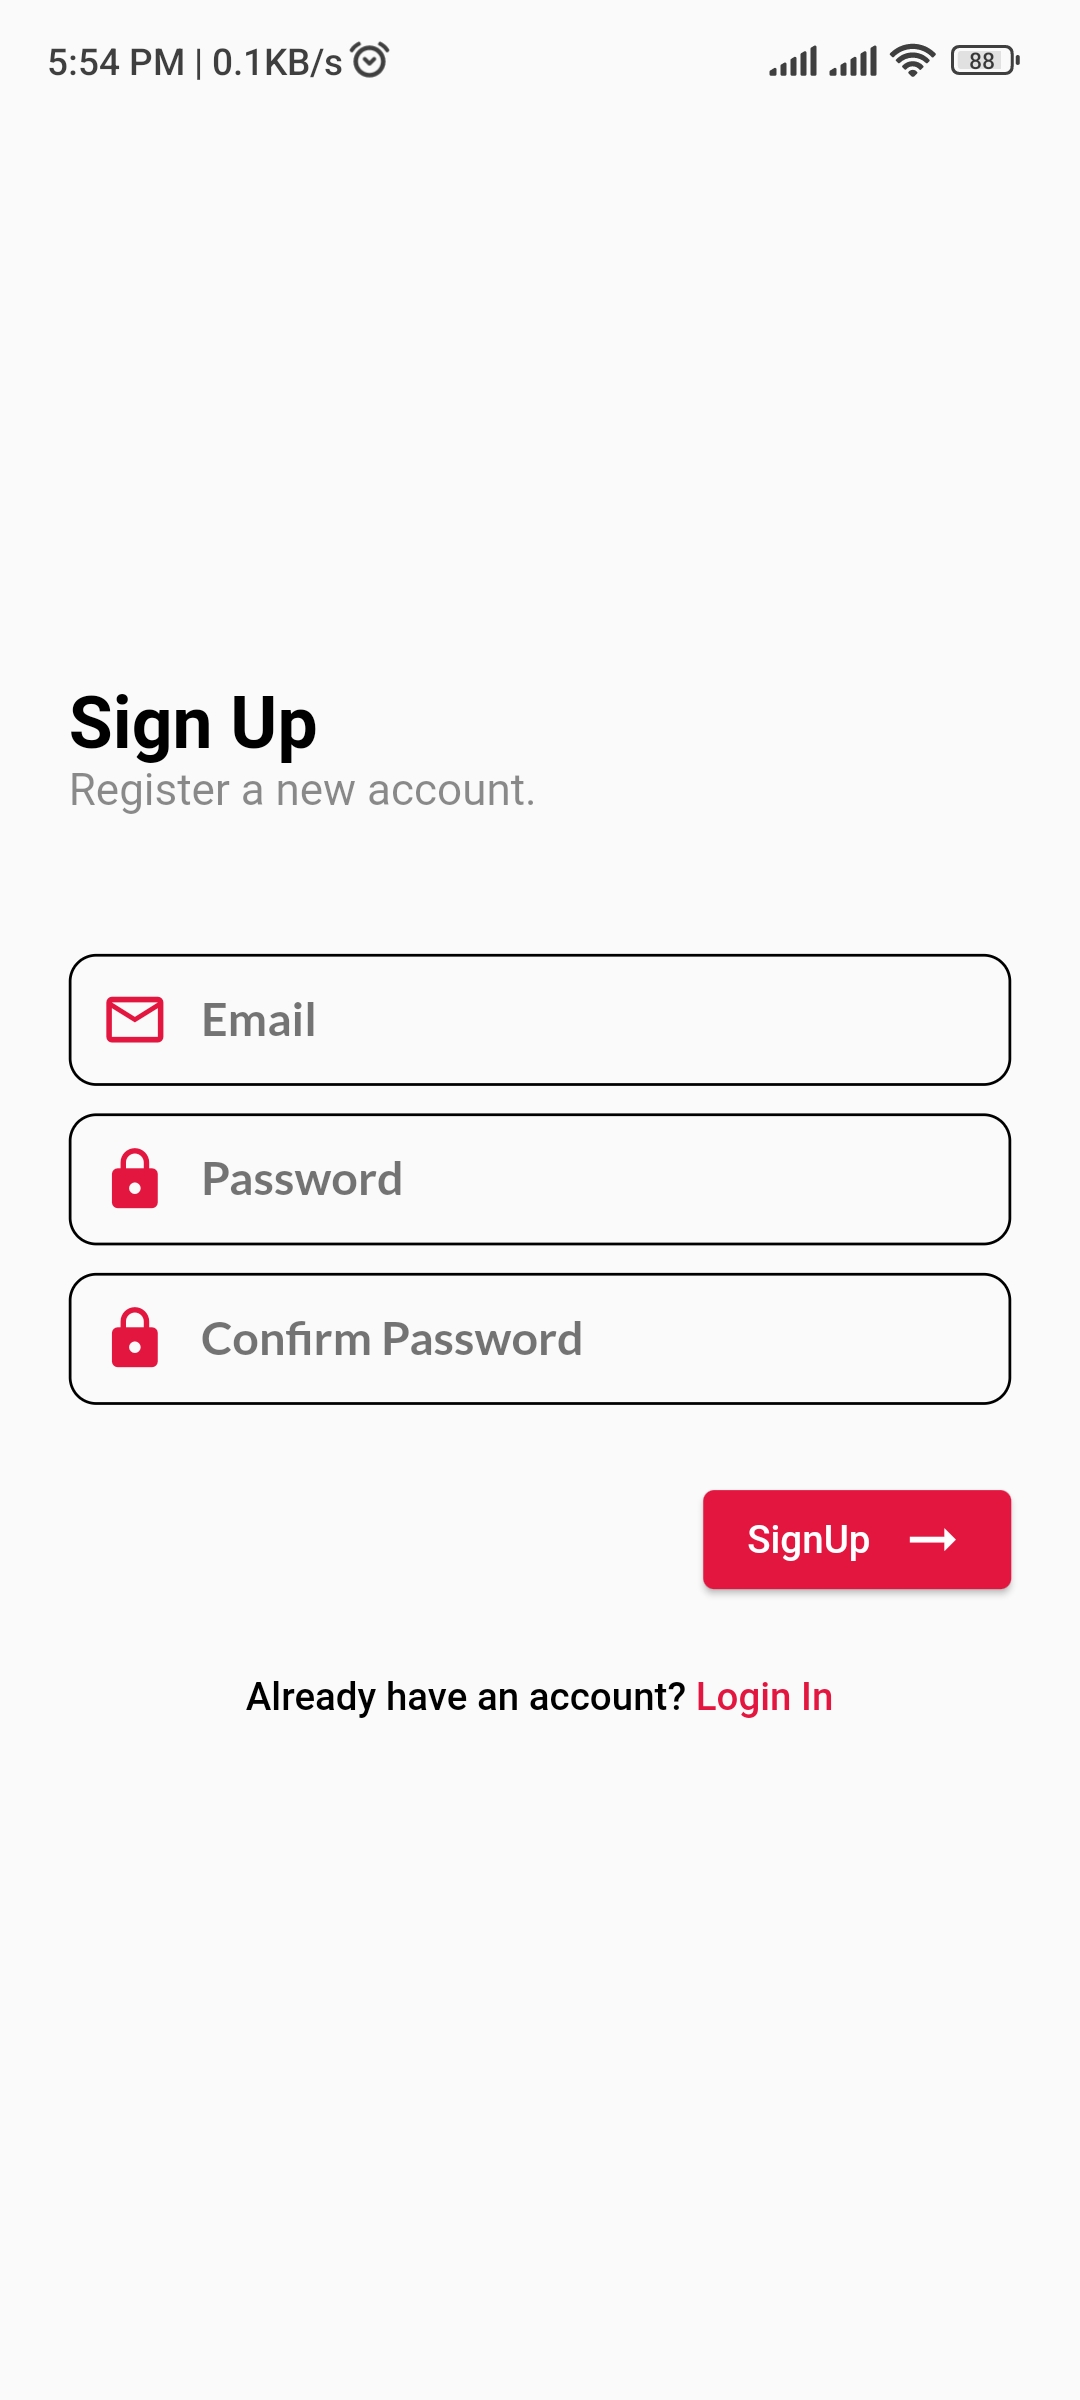 5:54 PM | 0.1KB/s
88
Sign Up
Register a new account.
Email
Password
Confirm Password
SignUp
Already have an account? Login In